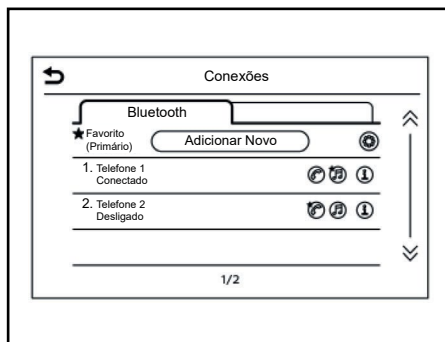 Conexões
Bluetooth
★ Favorito
(Primário)
Adicionar Novo
1. Telefone 1
Conectado
2. Telefone 2
Desligado
1/2